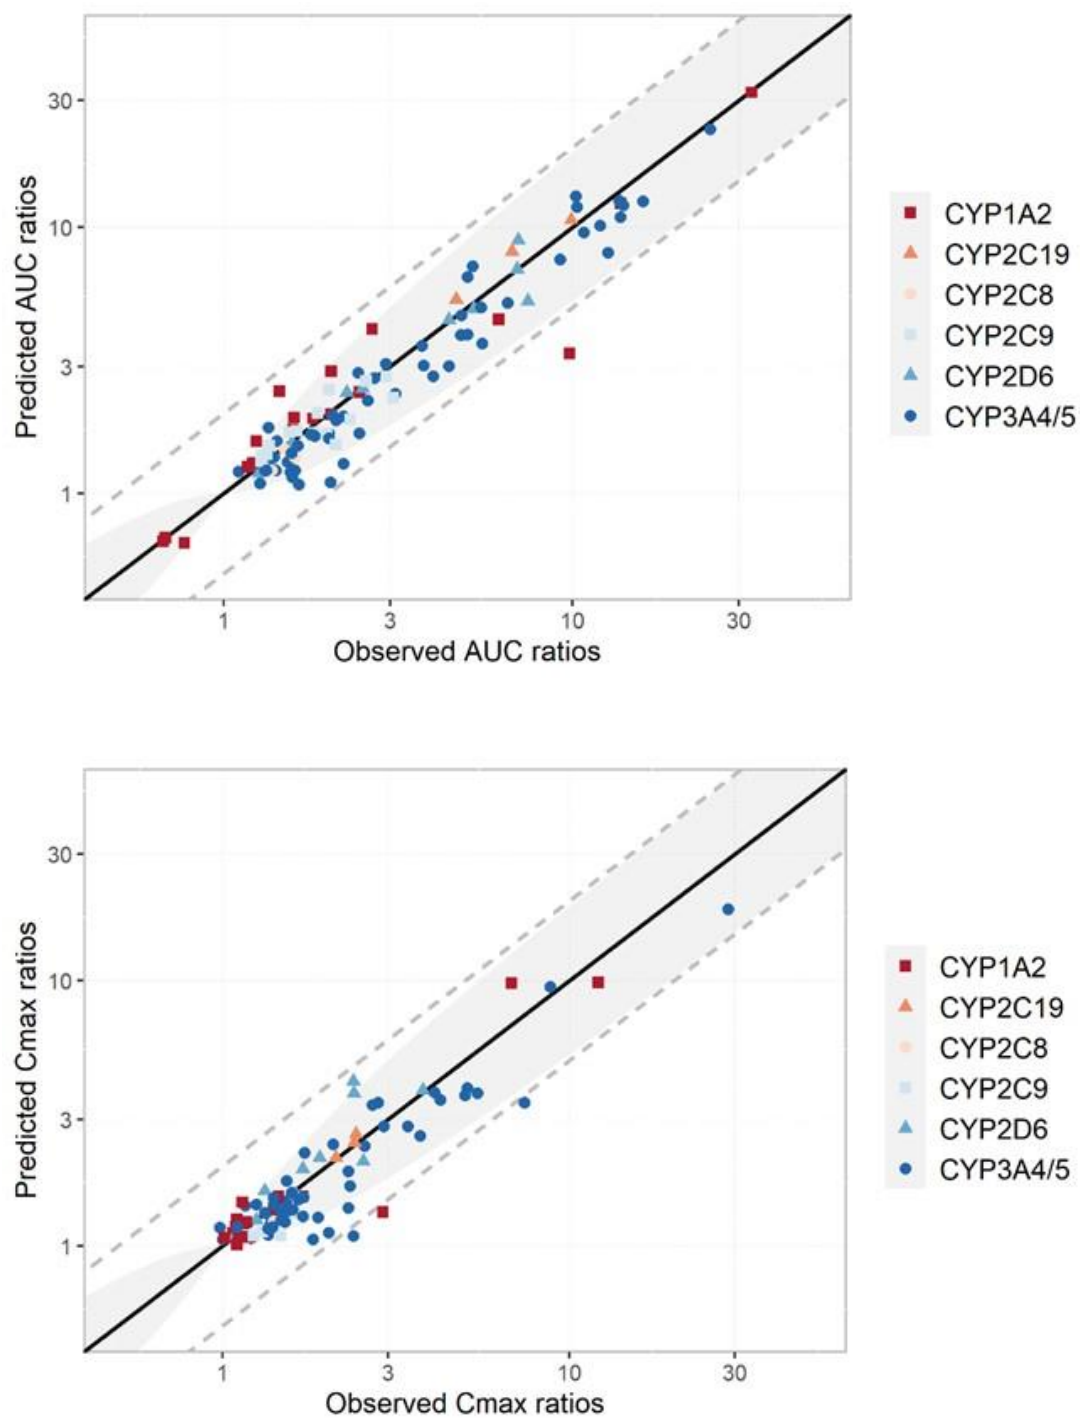 30
10
3
1
Predicted AUC ratios
1
3
10
30
Observed AUC ratios
CYP1A2
CYP2C19
CYP2C8
CYP2C9
CYP2D6
CYP3A4/5
30
10
3
1
Predicted Cmax ratios
1
3
10
30
Observed Cmax ratios
CYP1A2
CYP2C19
CYP2C8
CYP2C9
CYP2D6
CYP3A4/5